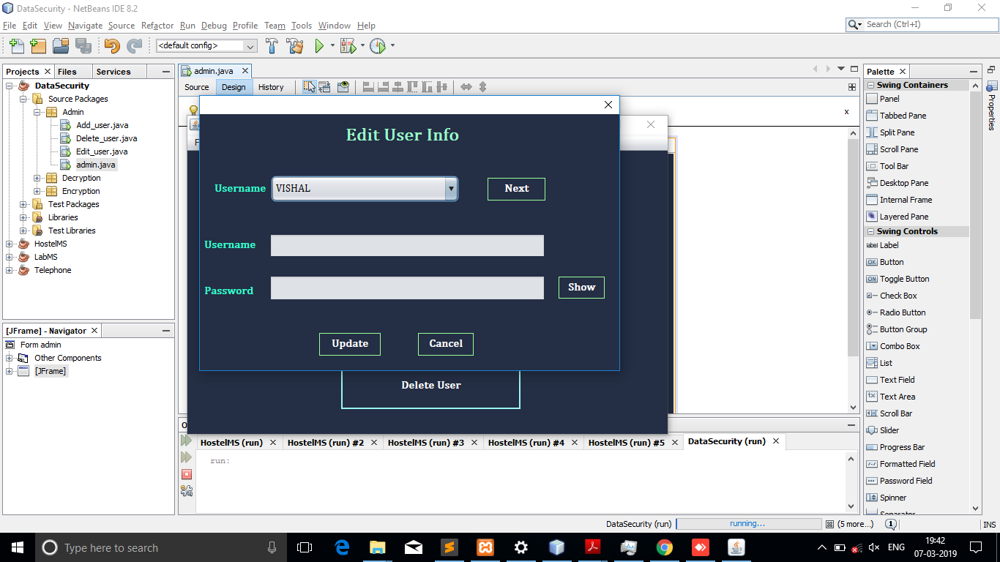 DataSecurity - NetBeans IDE 8.2
File Edit View Navigate Source Refactor Run Debug Profile Team Tools Window Help
Search (Ctrl+I)
<default config>
Projects Files Services
DataSecurity
Source Packages
Admin
Add_user.java
Delete_user.java
Edit_user.java
admin.java
Decryption
Encryption
Test Packages
Libraries
Test Libraries
HostelMS
LabMS
Telephone
[JFrame] - Navigator
Form admin
Other Components
[JFrame]
admin.java
Source Design History
x
Edit User Info
Username VISHAL Next
Username
Password Show
Update Cancel
Delete User
HostelMS (run) HostelMS (run) #2 HostelMS (run) #3 HostelMS (run) #4 HostelMS (run) #5 DataSecurity (run)
run:
Palette
Swing Containers
Panel
Tabbed Pane
Split Pane
Scroll Pane
Tool Bar
Desktop Pane
Internal Frame
Layered Pane
Swing Controls
label Label
OK Button
ON Toggle Button
Check Box
Radio Button
Button Group
Combo Box
List
Text Field
Text Area
Scroll Bar
Slider
Progress Bar
Formatted Field
Password Field
Spinner
Properties
DataSecurity (run) running... (5 more...) 1 INS
Type here to search
ENG
19:42
07-03-2019